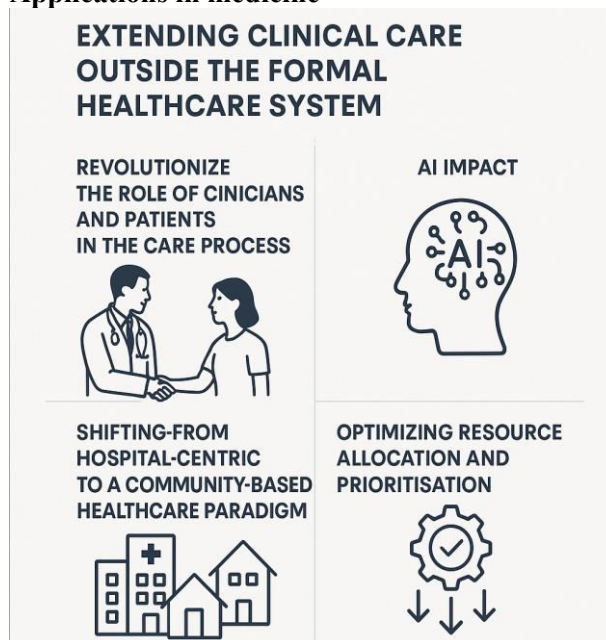 Applications in medicine
EXTENDING CLINICAL CARE
OUTSIDE THE FORMAL
HEALTHCARE SYSTEM
REVOLUTIONIZE
THE ROLE OF CINICIANS
AND PATIENTS
IN THE CARE PROCESS
AI IMPACT
AI
SHIFTING-FROM
HOSPITAL-CENTRIC
TO A COMMUNITY-BASED
HEALTHCARE PARADIGM
OPTIMIZING RESOURCE
ALLOCATION AND
PRIORITISATION